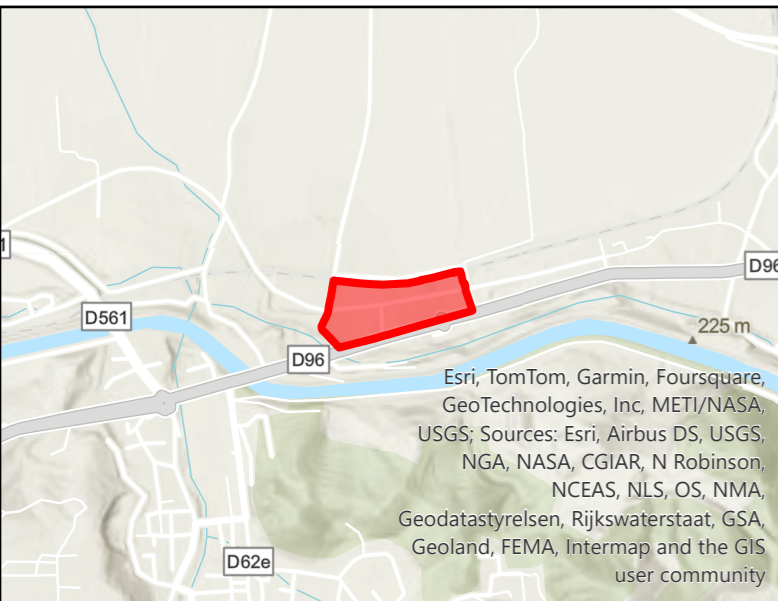 1
D96
D561
225 m
D96
Esri, TomTom, Garmin, Foursquare,
GeoTechnologies, Inc, METI/NASA,
USGS; Sources: Esri, Airbus DS, USGS,
NGA, NASA, CGIAR, N Robinson,
NCEAS, NLS, OS, NMA,
Geodatastyrelsen, Rijkswaterstaat, GSA,
Geoland, FEMA, Intermap and the GIS
user community
D62e